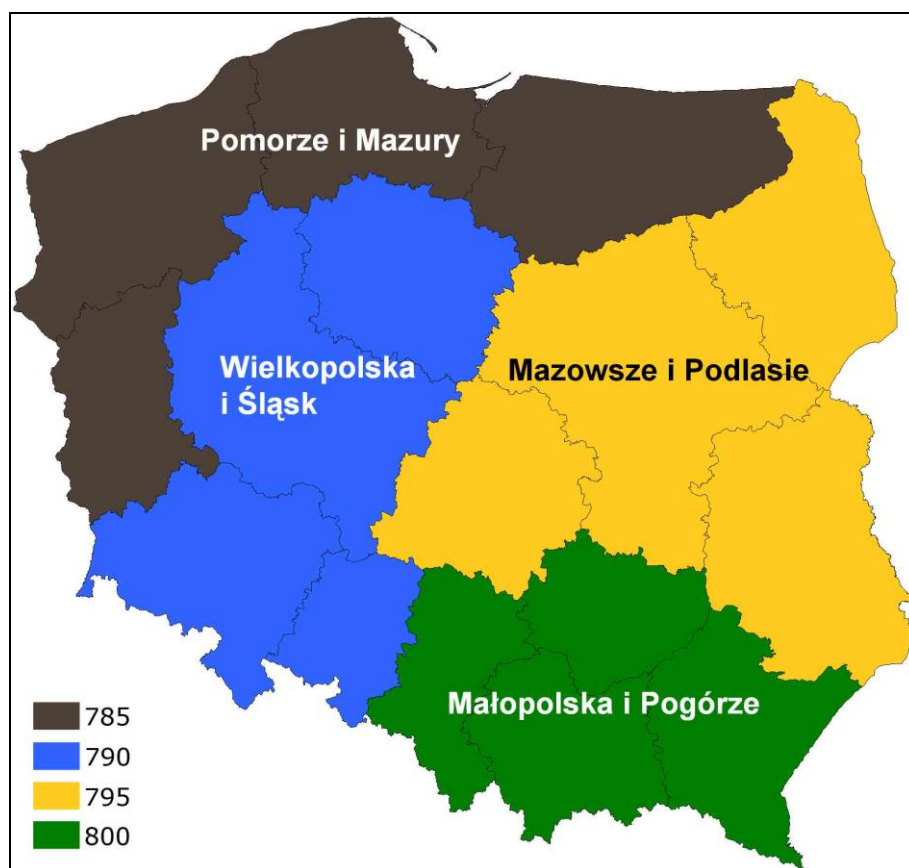 Pomorze i Mazury
Wielkopolska
i Śląsk
Mazowsze i Podlasie
Małopolska i Pogórze
785
790
795
800